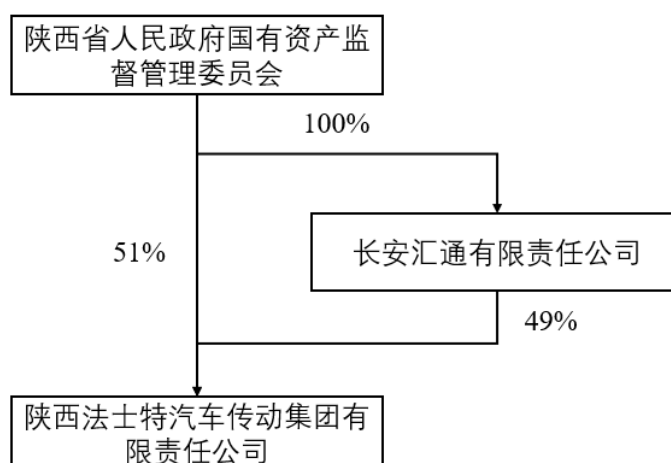 陕西省人民政府国有资产监
督管理委员会
100%
51%
长安汇通有限责任公司
49%
陕西法士特汽车传动集团有
限责任公司